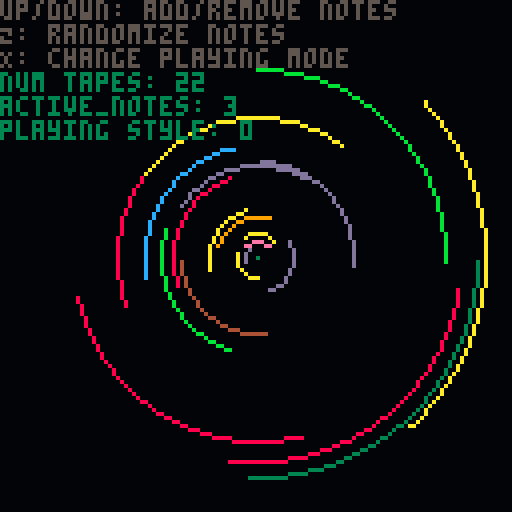 UP/DOWN: ADD/REMOVE NOTES
Z: RANDOMIZE NOTES
X: CHANGE PLAYING MODE
NUM TAPES: 22
ACTIVE_NOTES: 3
PLAYING STYLE: 0